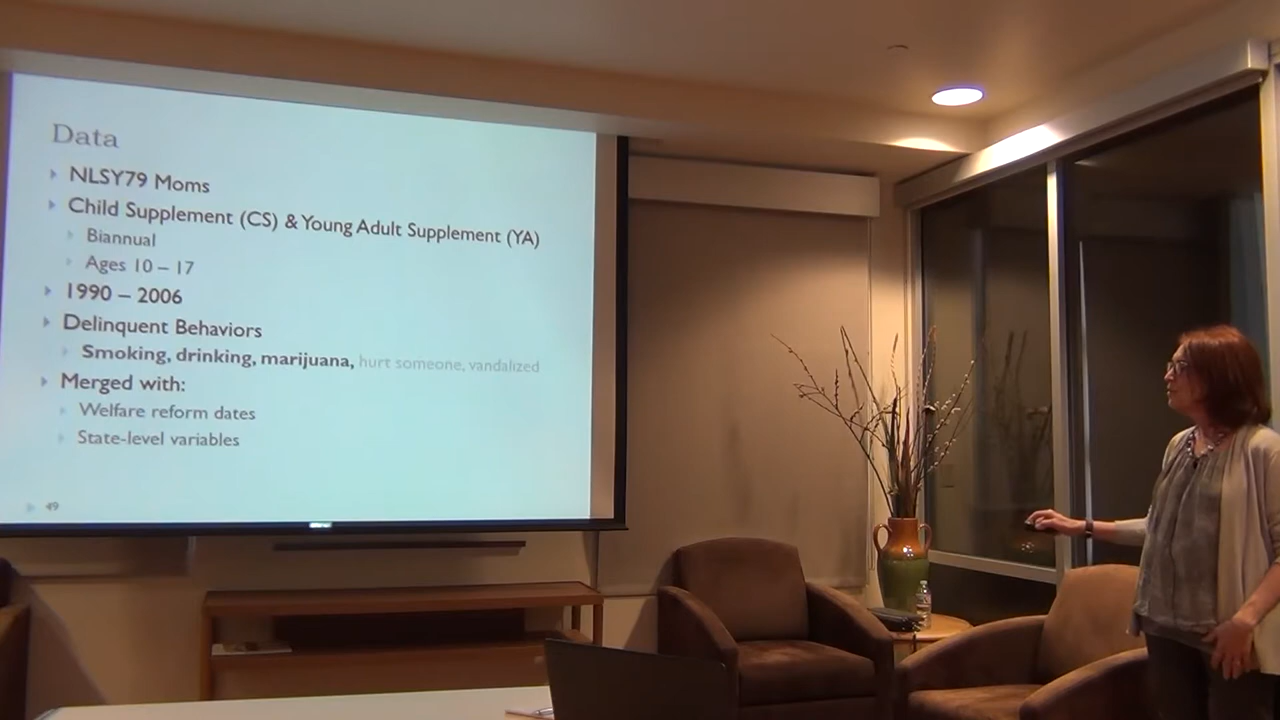 Data
NLSY79 Moms
Child Supplement (CS) & Young Adult Supplement (YA)
Biannual
Ages 10 – 17
1990 – 2006
Delinquent Behaviors
Smoking, drinking, marijuana, hurt someone, vandalized
Merged with:
Welfare reform dates
State-level variables
49